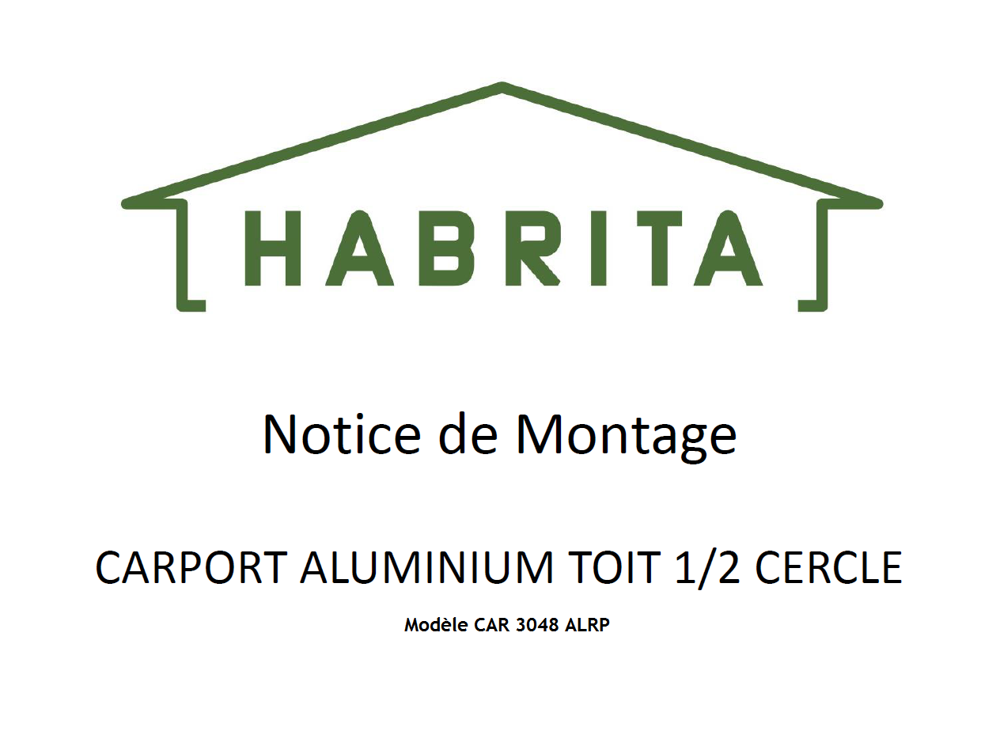 HABRITA
Notice de Montage
CARPORT ALUMINIUM TOIT 1/2 CERCLE
Modèle CAR 3048 ALRP